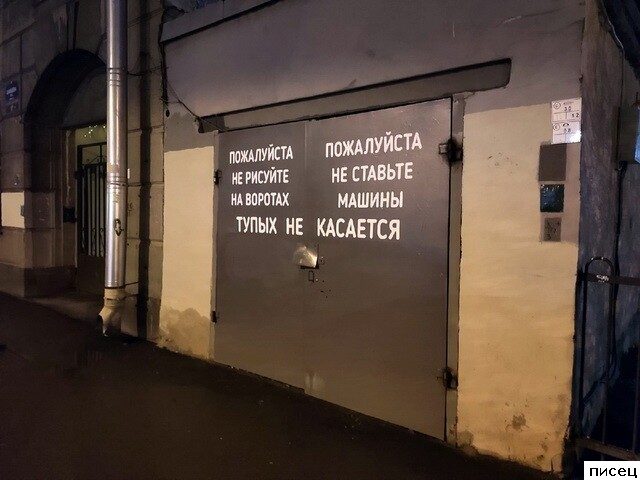 ПОЖАЛУЙСТА
НЕ РИСУЙТЕ
НА ВОРОТАХ
ПОЖАЛУЙСТА
НЕ СТАВЬТЕ
МАШИНЫ
ТУПЫХ НЕ КАСАЕТСЯ
писец